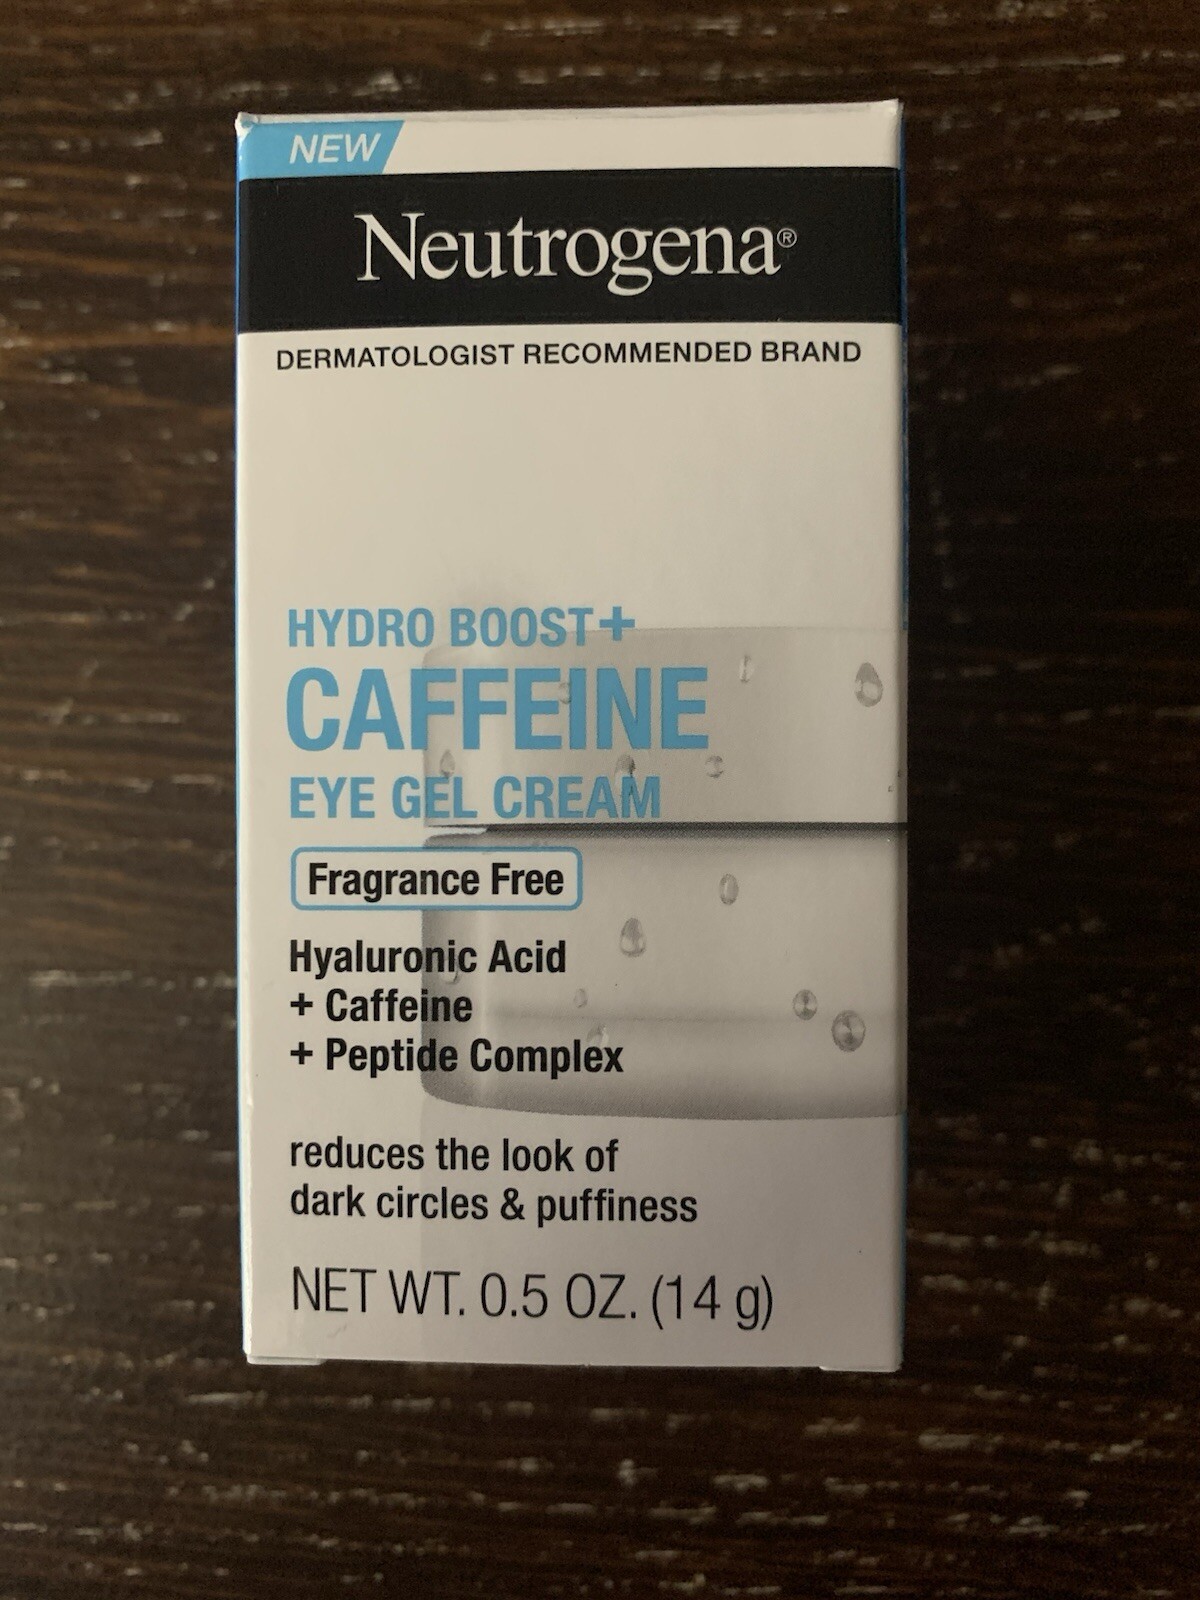 NEW
Neutrogena®
DERMATOLOGIST RECOMMENDED BRAND
HYDRO BOOST+
CAFFEINE
EYE GEL CREAM
Fragrance Free
Hyaluronic Acid
+ Caffeine
+ Peptide Complex
reduces the look of
dark circles & puffiness
NET WT. 0.5 OZ. (14 g)